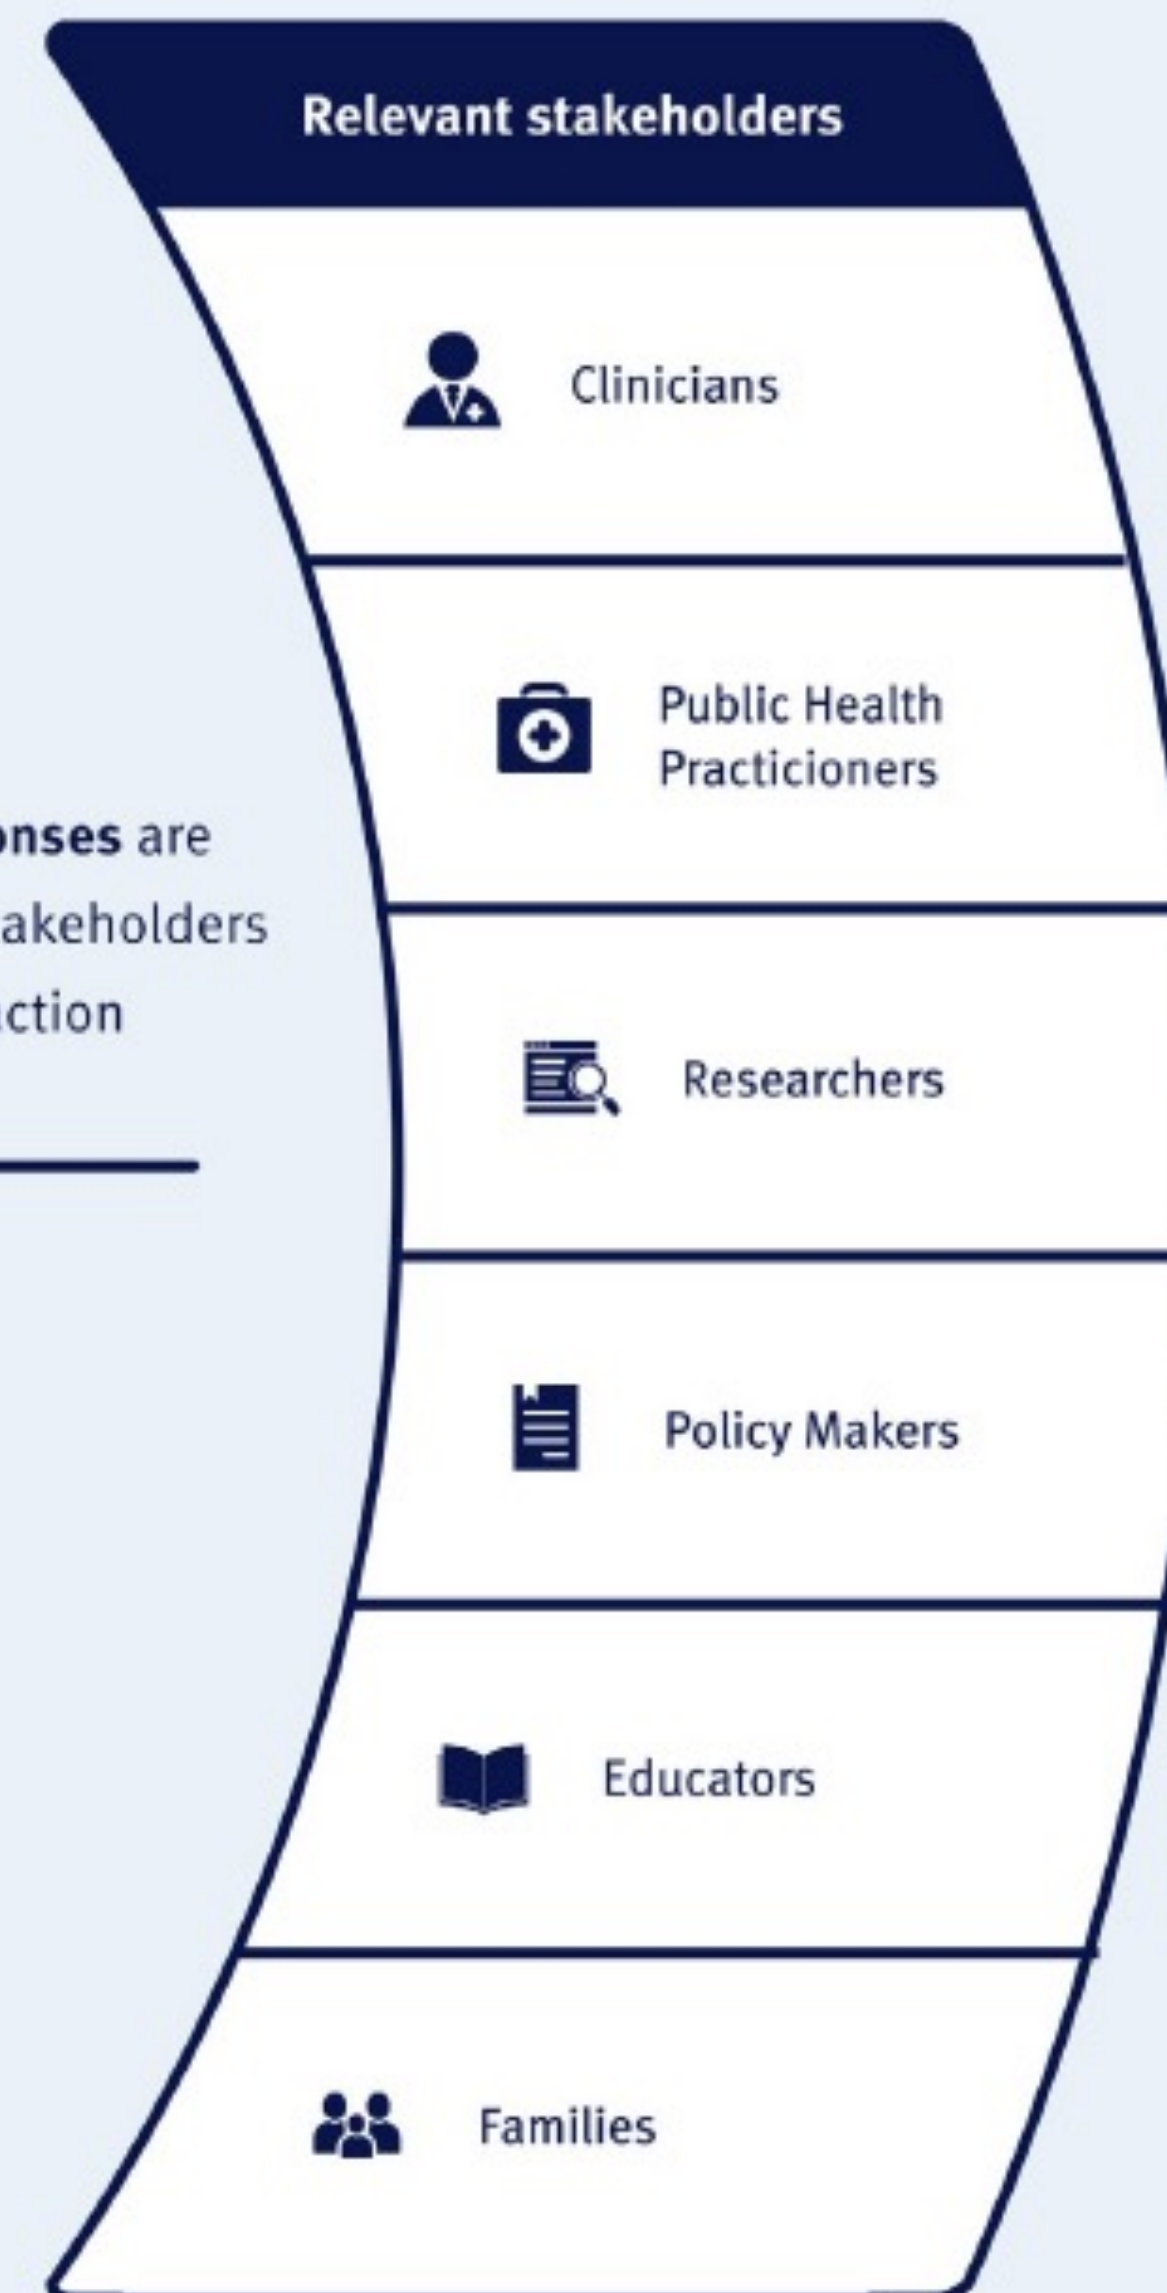 Relevant stakeholders
Clinicians
Public Health
Practicioners
onses are
akeholders
ction
Researchers
Policy Makers
Educators
Families